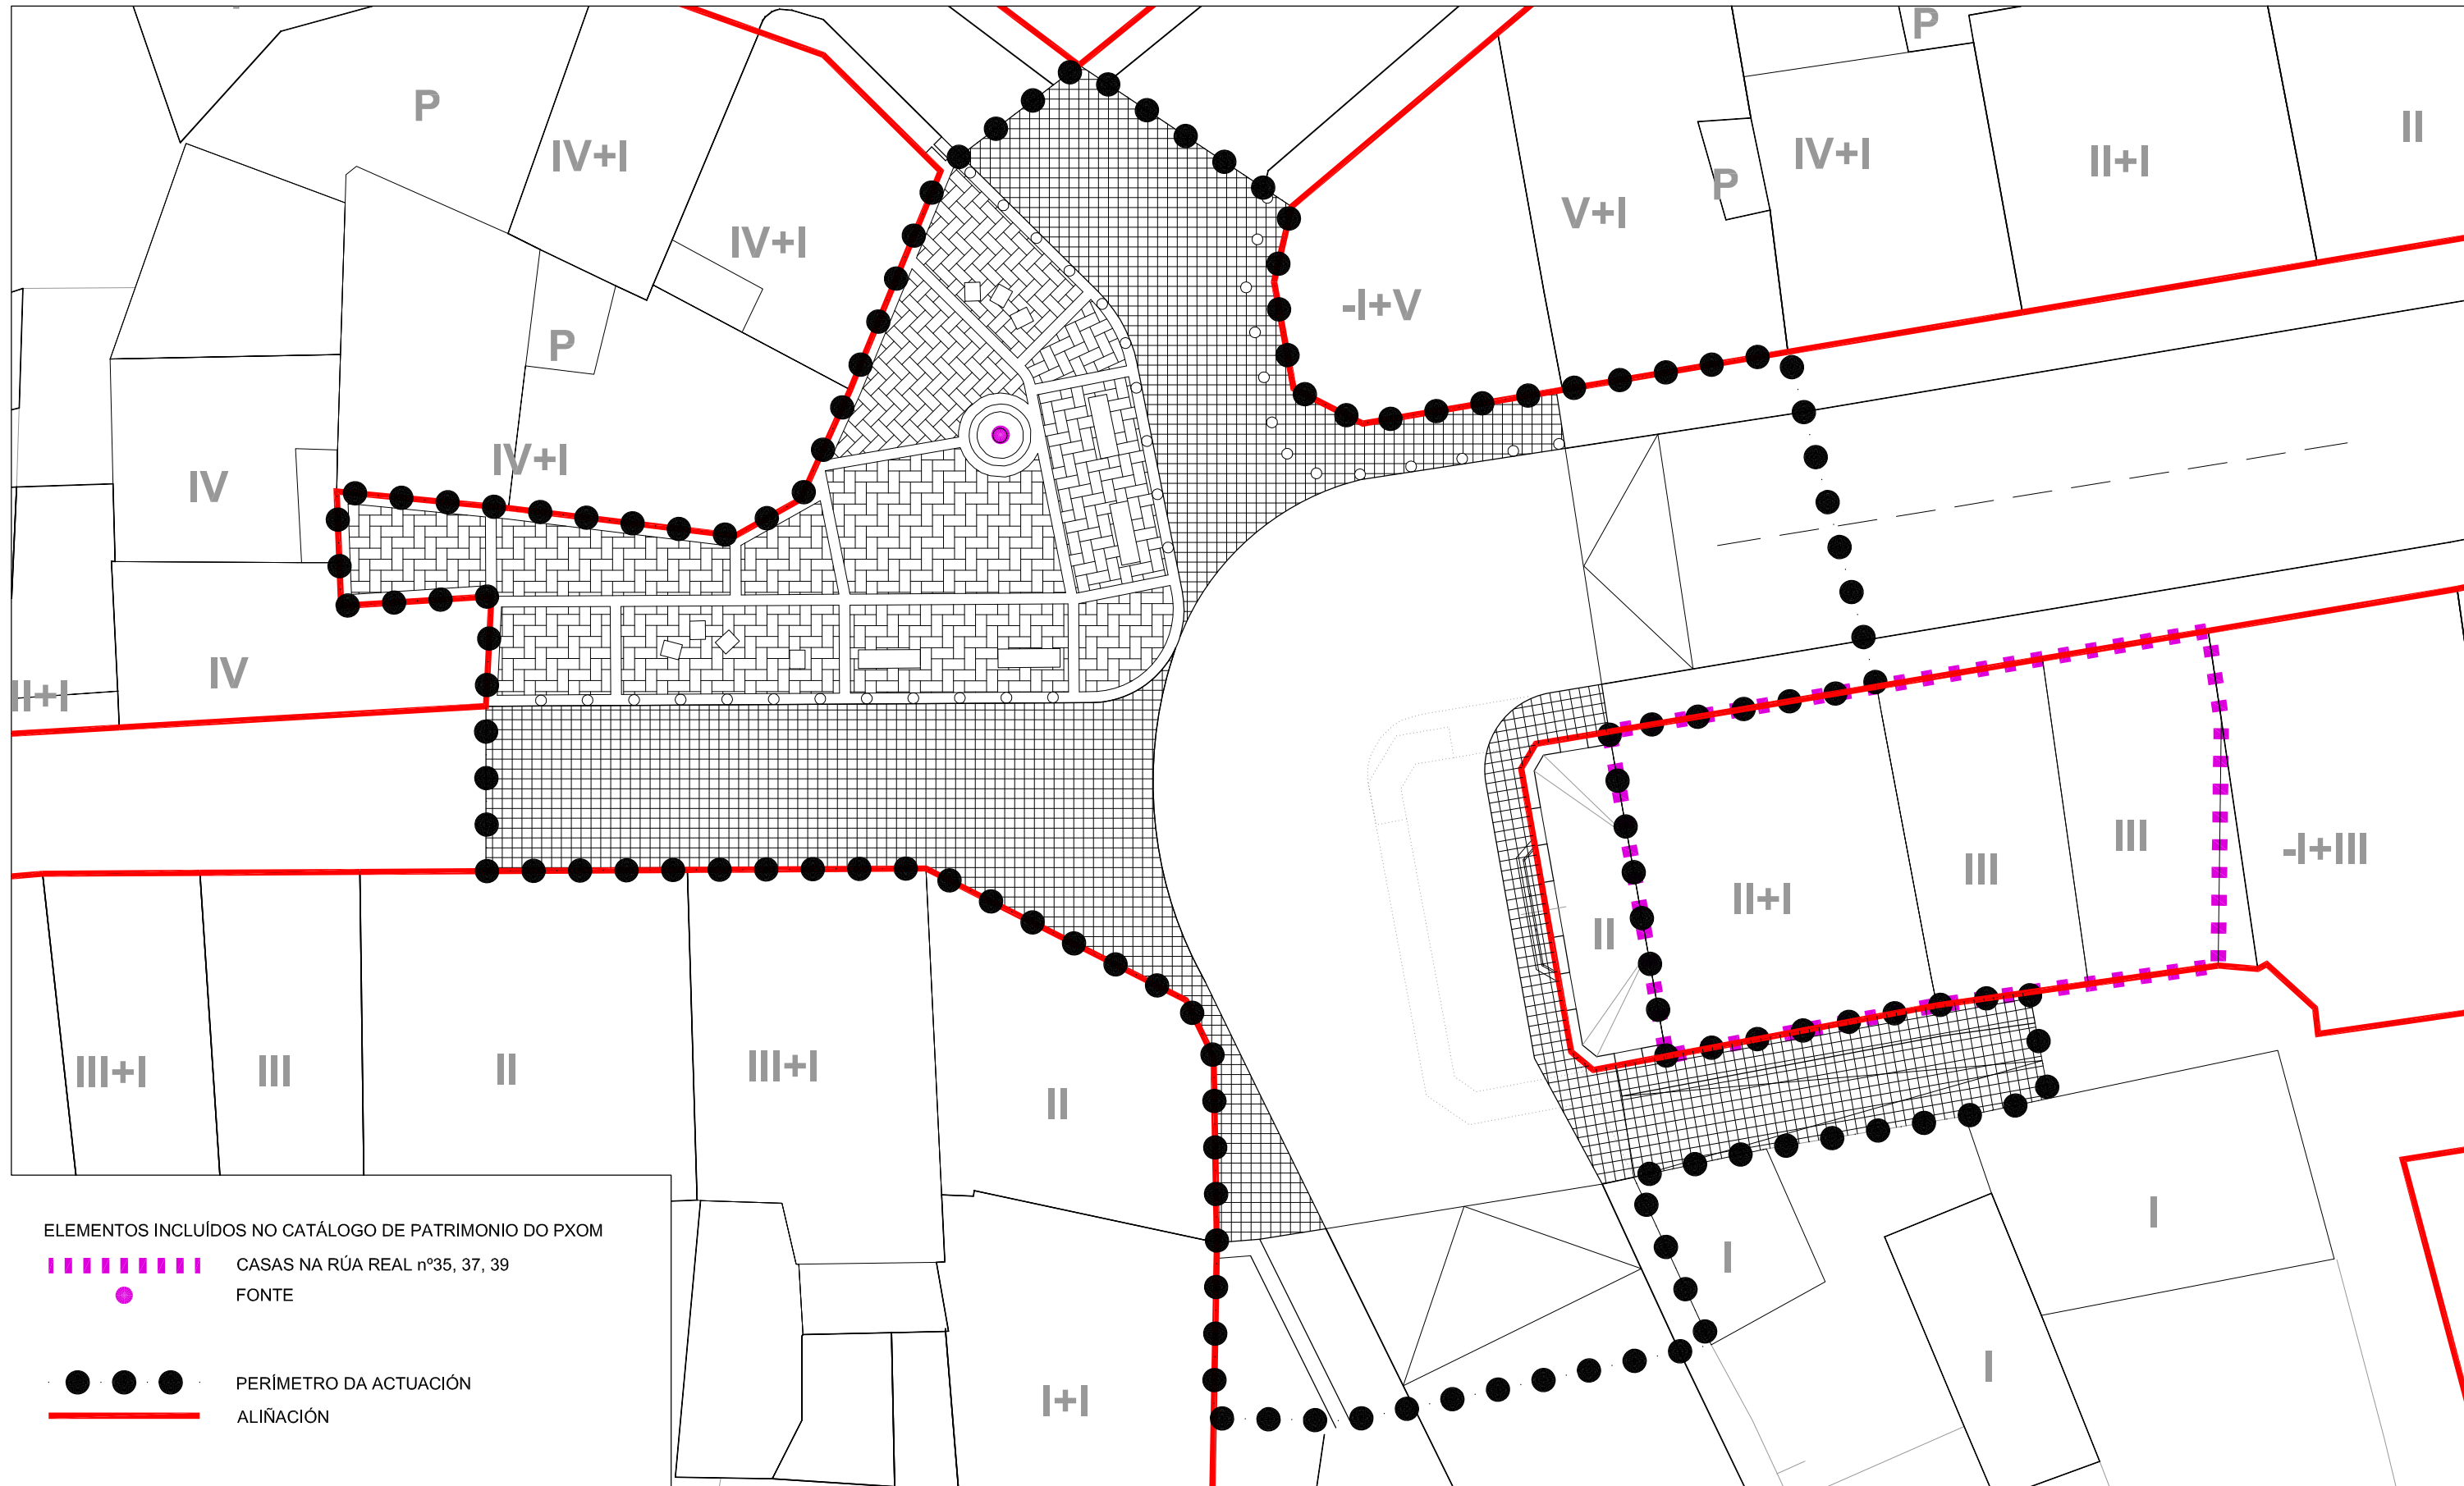 P
P
II
IV+I
IV+I
II+I
P
V+I
IV+I
-I+V
P
IV+I
IV
IV
II+I
III
-I+III
III
II+I
II
III+I
III
II
III+I
II
I
I
I
I+I
ELEMENTOS INCLUÍDOS NO CATÁLOGO DE PATRIMONIO DO PXOM
CASAS NA RÚA REAL nº35, 37, 39
FONTE
PERÍMETRO DA ACTUACIÓN
ALIÑACIÓN